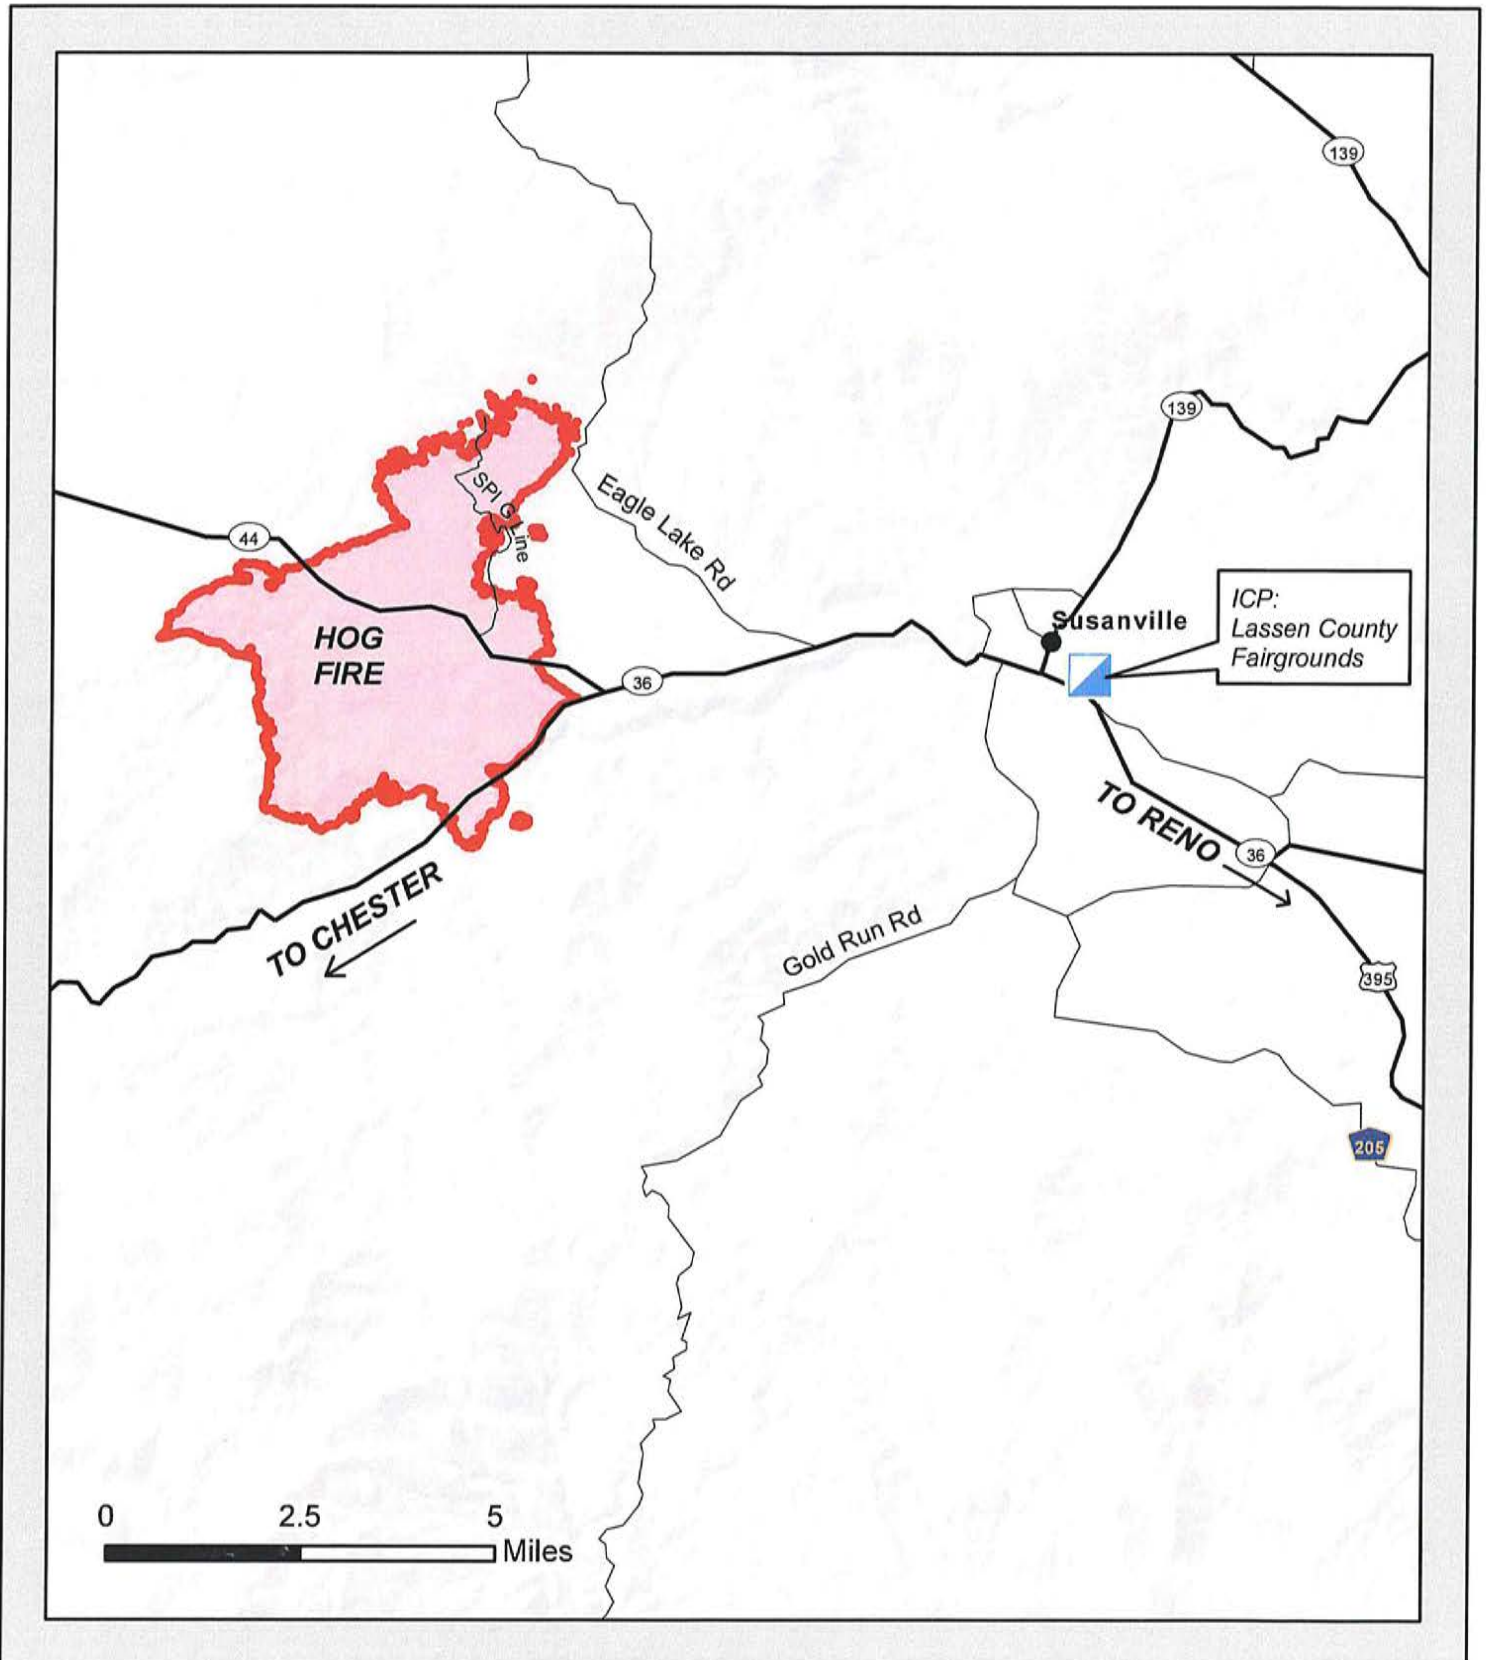 139
139
SPI G Line
Eagle Lake Rd
44
Susanville
ICP:
Lassen County
Fairgrounds
HOG
FIRE
36
TO RENO
36
TO CHESTER
Gold Run Rd
395
205
0 2.5 5
Miles